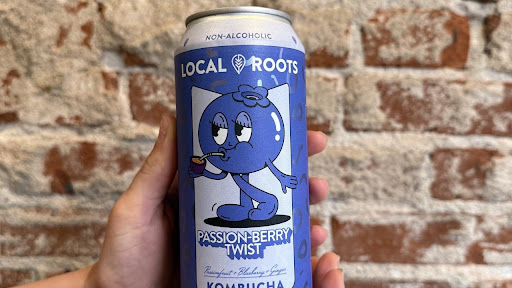 NON-ALCOHOLIC
LOCAL ROOTS
PASSION-BERRY
TWIST
Passionfruit + Blueberry + Ginger
KOMBUCHA